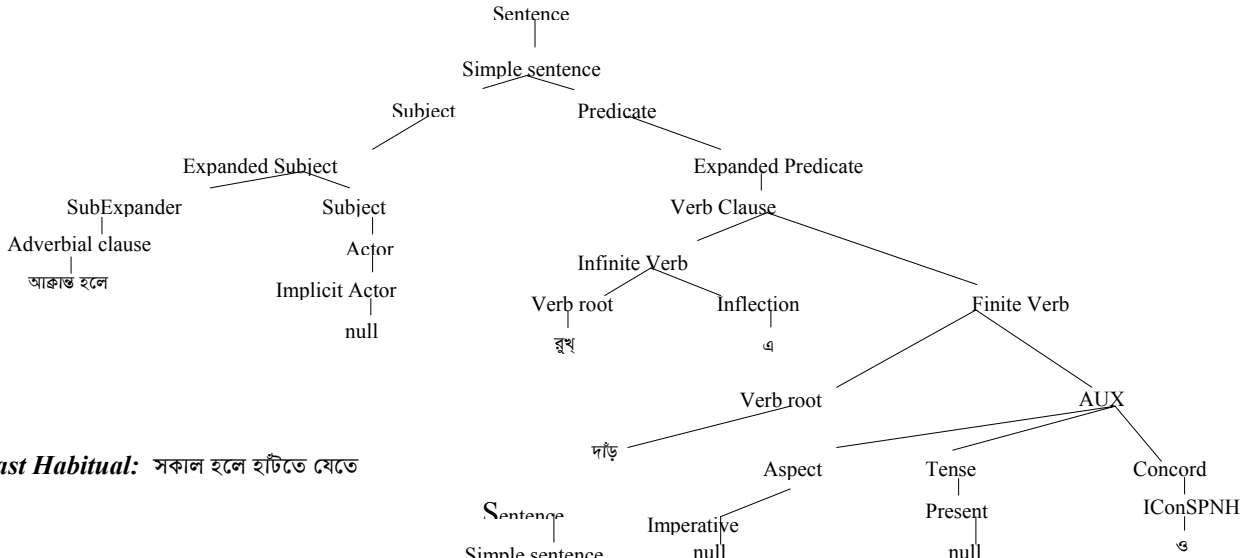 Sentence
Simple sentence
Subject Predicate
Expanded Subject Expanded Predicate
SubExpander Subject Verb Clause
Adverbial clause Actor
আক্রান্ত হলে Implicit Actor Infinite Verb
null Verb root Inflection Finite Verb
রুখ্ এ
Verb root AUX
দাঁড়
ast Habitual: সকাল হলে হাঁটতে যেতে
Aspect Tense Concord
Sentence Imperative Present IConSPNH
Simple sentence null null ও